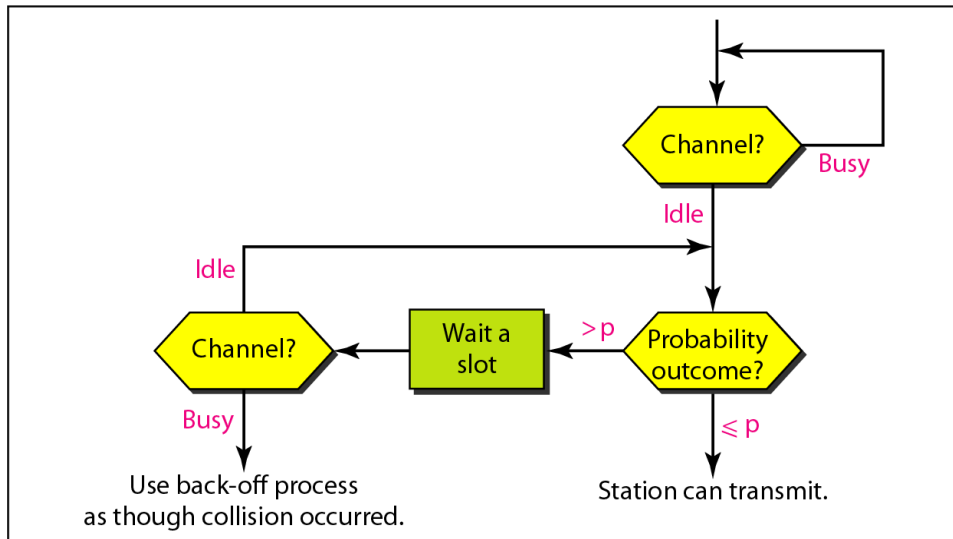 Channel?
Busy
Idle
Idle
Channel?
Wait a
slot
>p
Probability
outcome?
Busy
⩽ p
Use back-off process
as though collision occurred.
Station can transmit.